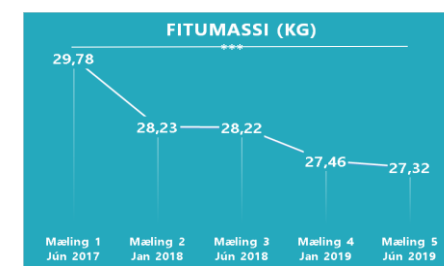 FITUMASSI (KG)
***
29,78
28,23
28,22
27,46
27,32
Mæling 1
Jún 2017
Mæling 2
Jan 2018
Mæling 3
Jún 2018
Mæling 4
Jan 2019
Mæling 5
Jún 2019